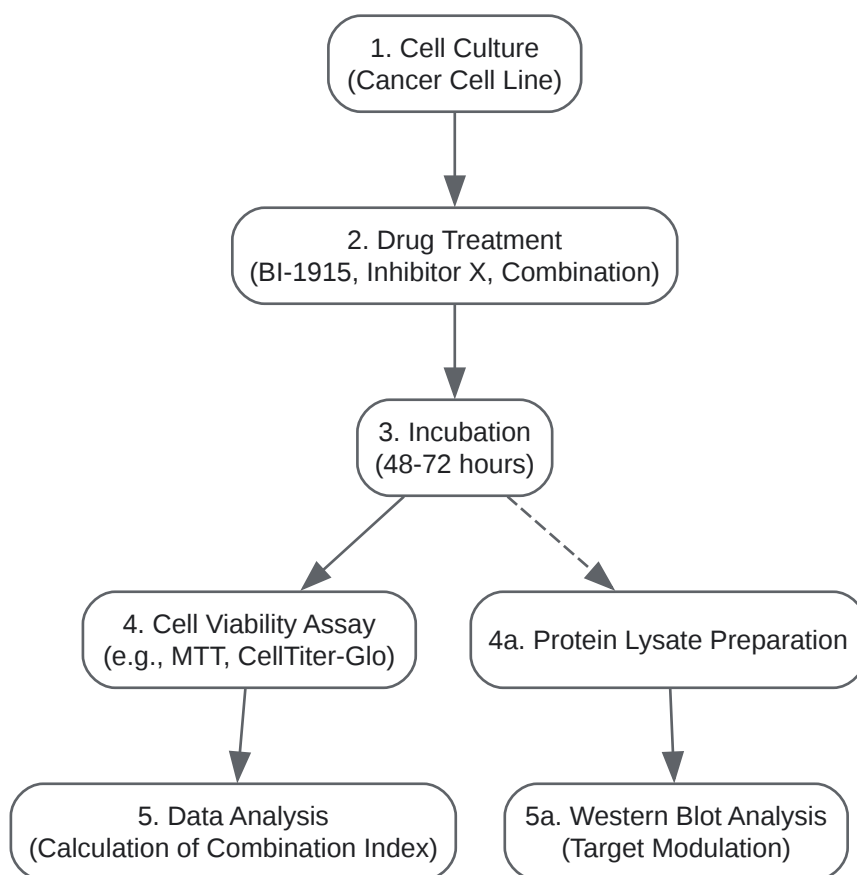 1. Cell Culture
(Cancer Cell Line)
2. Drug Treatment
(BI-1915, Inhibitor X, Combination)
3. Incubation
(48-72 hours)
4. Cell Viability Assay
(e.g., MTT, CellTiter-Glo)
4a. Protein Lysate Preparation
5. Data Analysis
(Calculation of Combination Index)
5a. Western Blot Analysis
(Target Modulation)